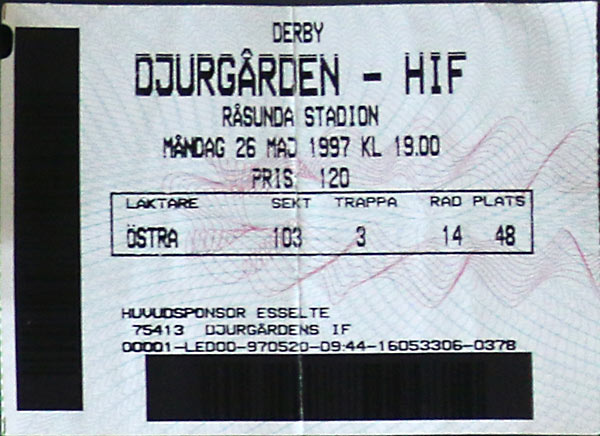 DERBY
DJURGÅRDEN - HIF
RÅSUNDA STADION
MÅNDAG 26 MAJ 1997 KL 19.00
PRIS 120
LÄKTARE SEKT TRAPPA RAD PLATS
ÖSTRA 103 3 14 48
HUVUDSPONSOR ESSELTE
75413 DJURGÅRDENS IF
00001-LED00-970520-09:44-16053306-0378